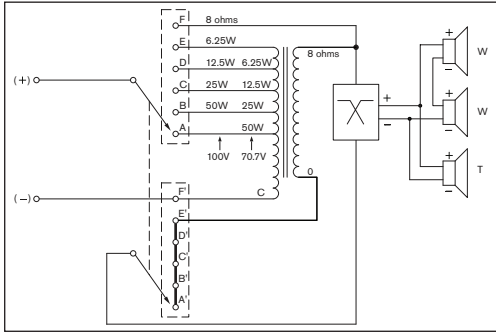 F 8 ohms
E 6.25W
8 ohms
D 12.5W 6.25W
C 25W 12.5W
B 50W 25W
A 50W
100V 70.7V
(+)
(–)
C
0
F'
E'
D'
C'
B'
A'
+
–
+
–
W
+
–
W
+
–
T